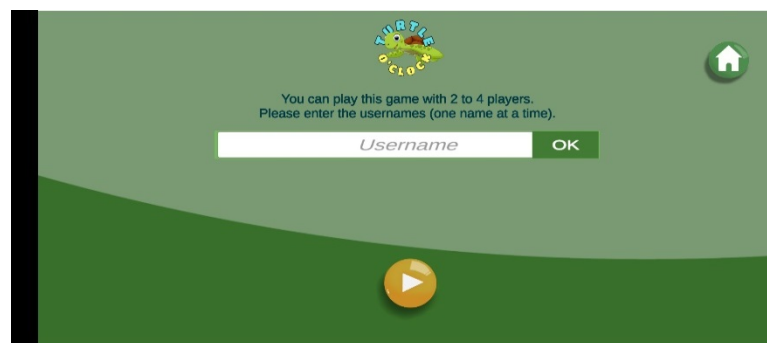 TURTLE
O'CLOCK
You can play this game with 2 to 4 players.
Please enter the usernames (one name at a time).
Username OK